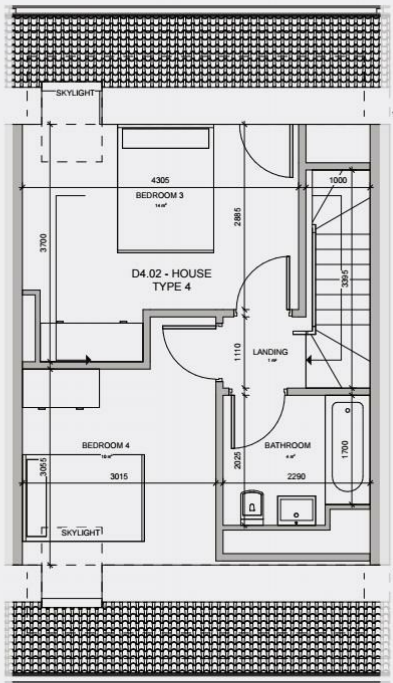 SKYLIGHT
4305
1000
BEDROOM 3
14 m²
3700
2885
3395
D4.02 - HOUSE
TYPE 4
1110
LANDING
BEDROOM 4
BATHROOM
3055
3015
2025
2290
1700
SKYLIGHT